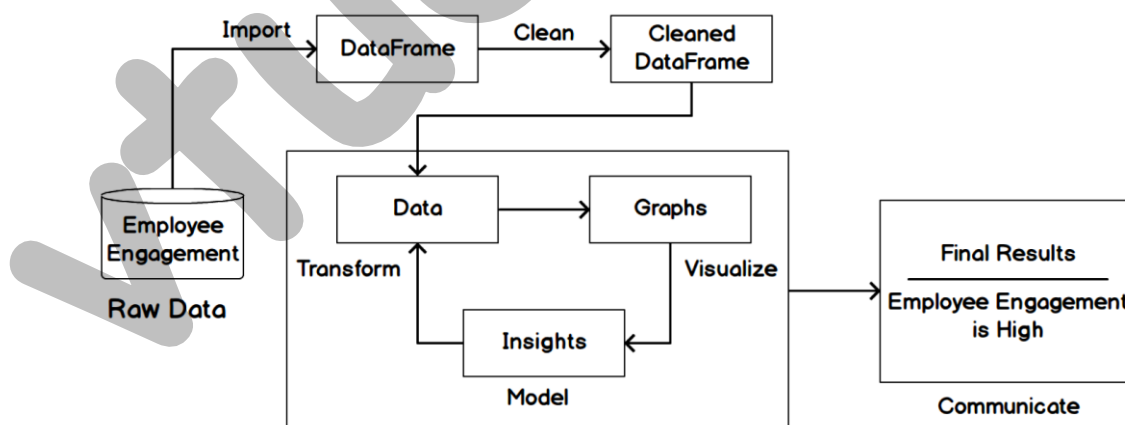 Import
DataFrame
Clean
Cleaned
DataFrame
Employee
Engagement
Raw Data
Data
Graphs
Transform
Visualize
Insights
Model
Final Results
Employee Engagement
is High
Communicate